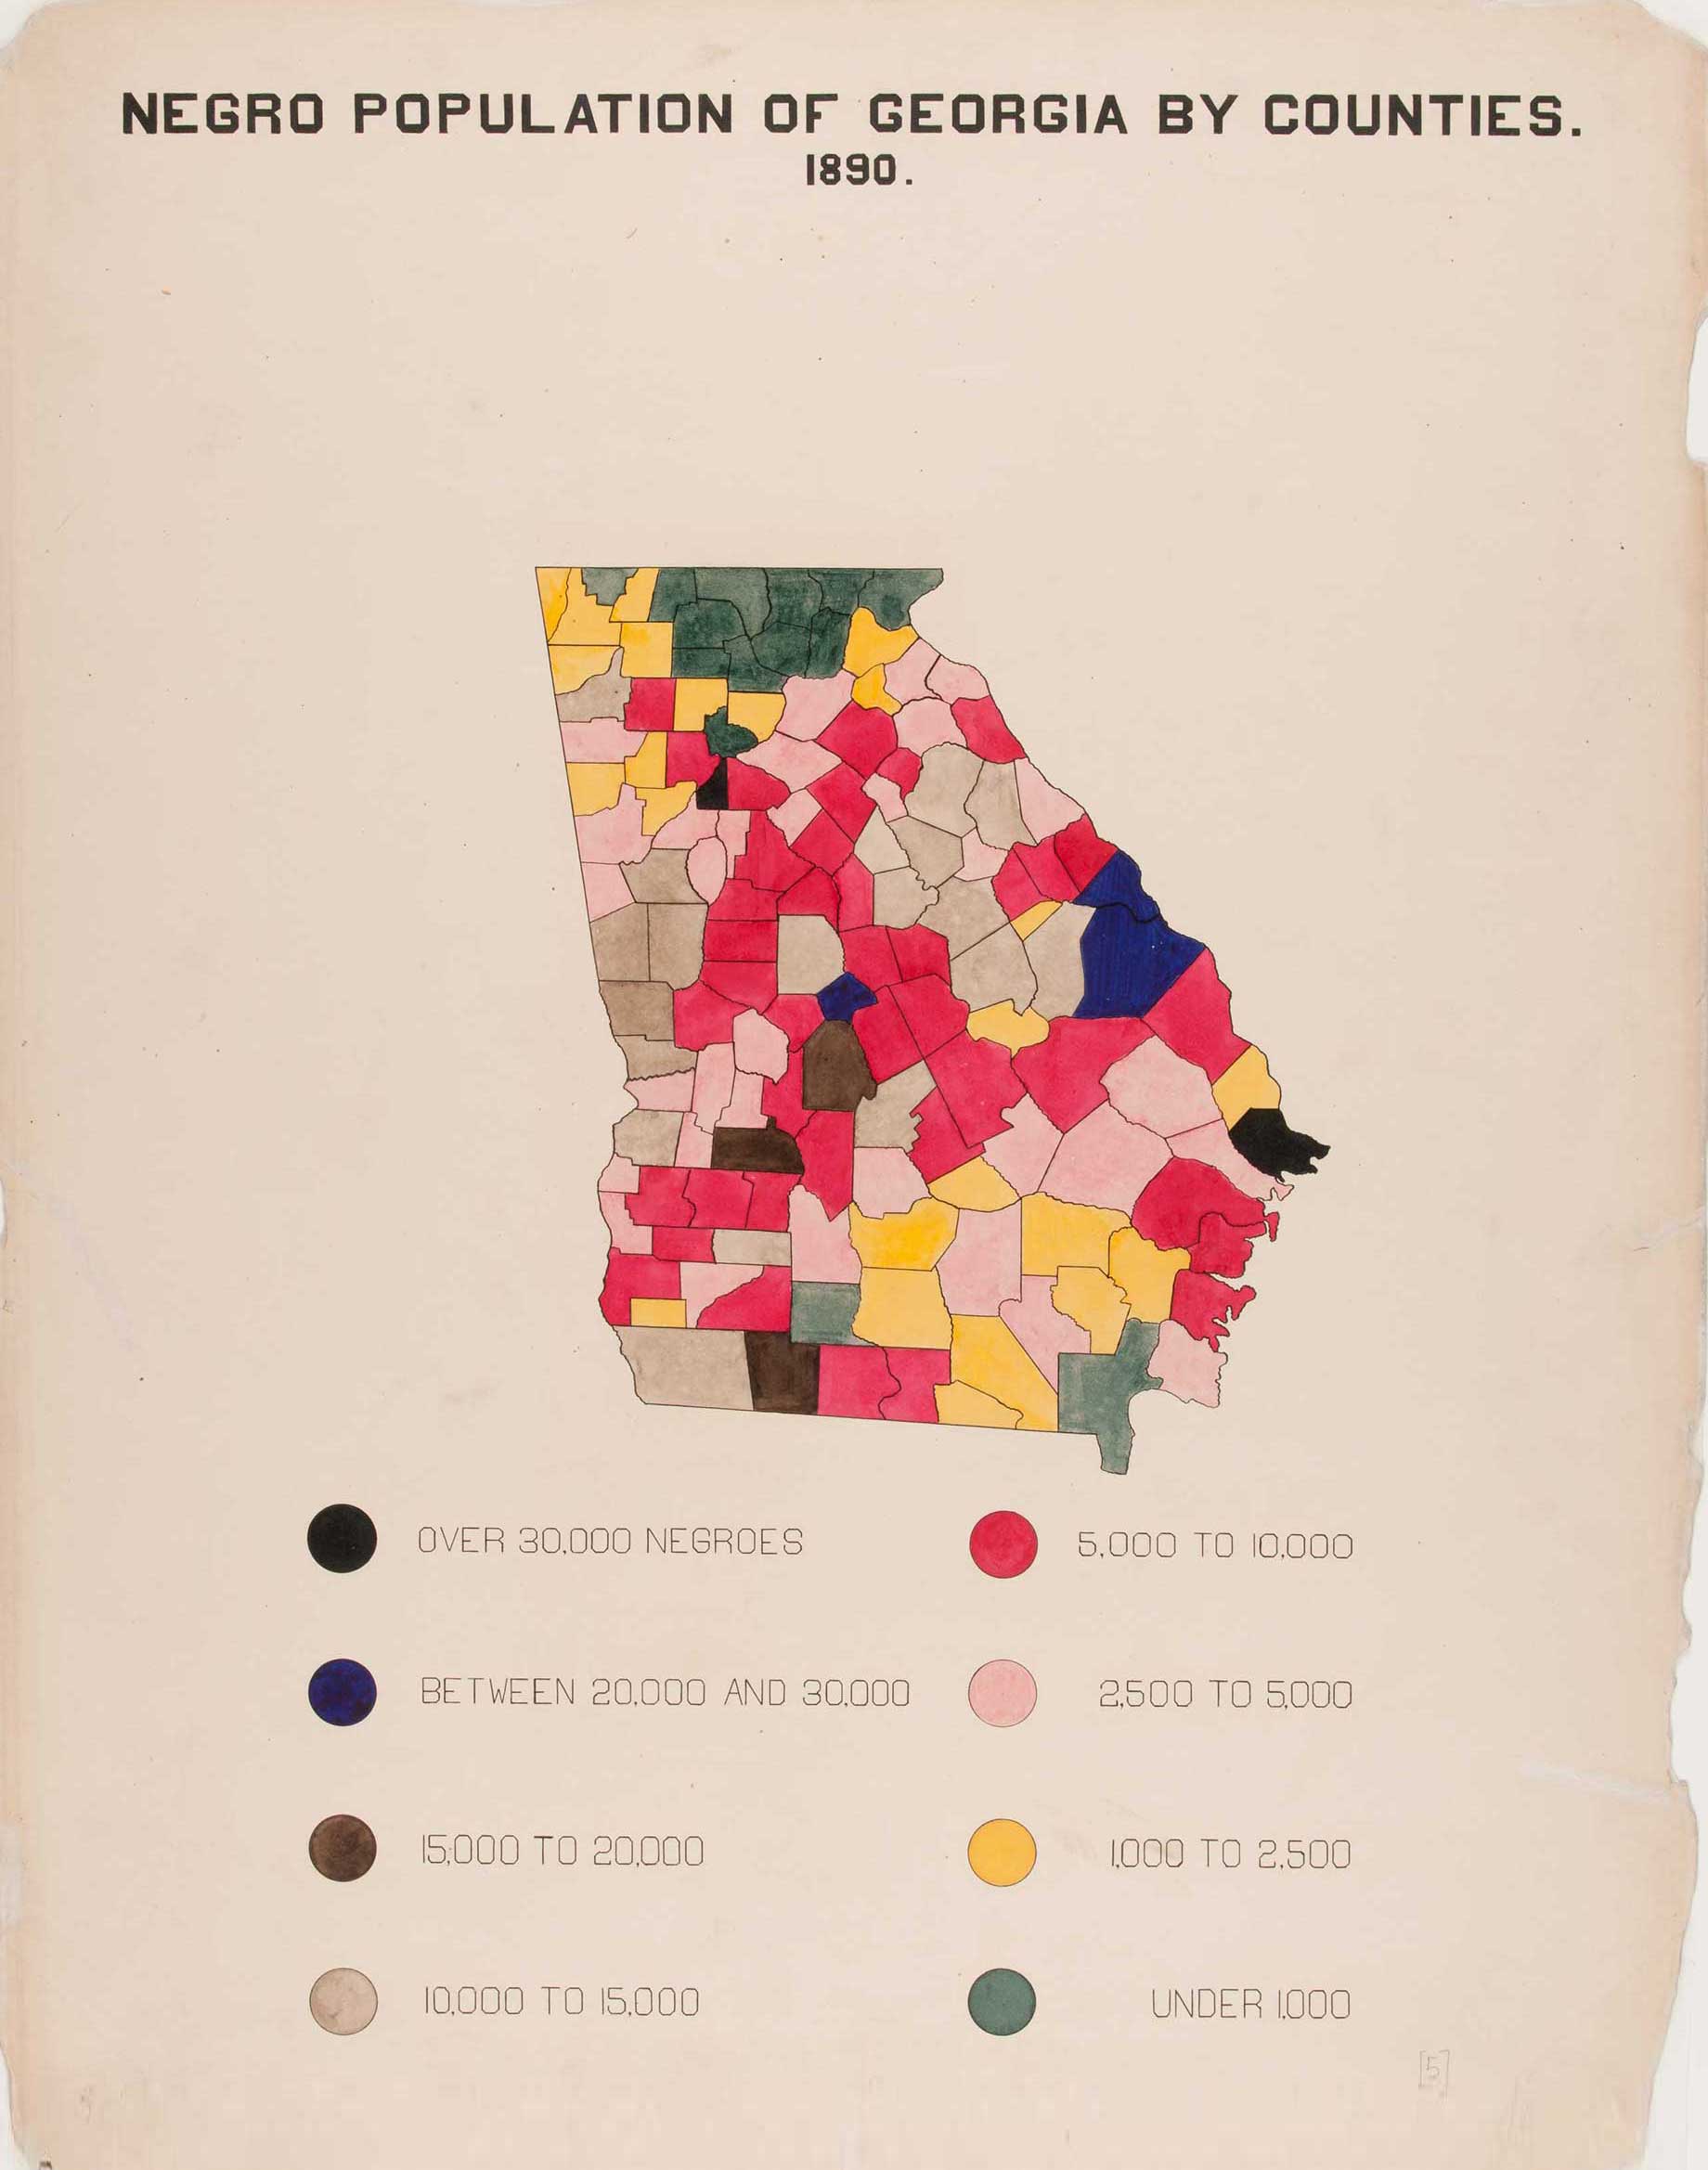 NEGRO POPULATION OF GEORGIA BY COUNTIES.
1890.
OVER 30,000 NEGROES
BETWEEN 20,000 AND 30,000
15,000 TO 20,000
10,000 TO 15,000
5,000 TO 10,000
2,500 TO 5,000
1,000 TO 2,500
UNDER 1,000
[5]